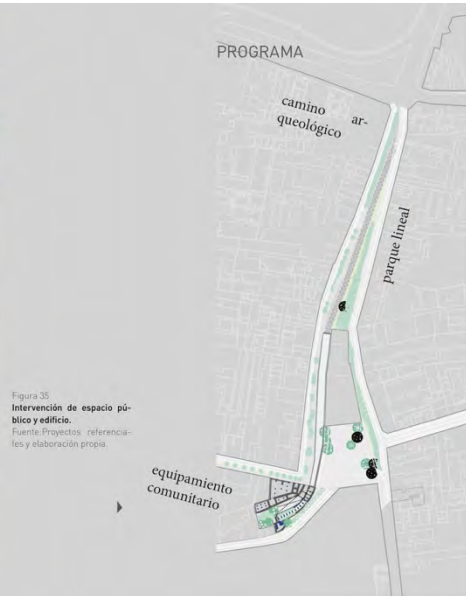 PROGRAMA
camino ar-
queológico
parque lineal
Figura 35
Intervención de espacio pú-
blico y edificio.
Fuente:Proyectos referencia-
les y elaboración propia.
equipamiento
comunitario